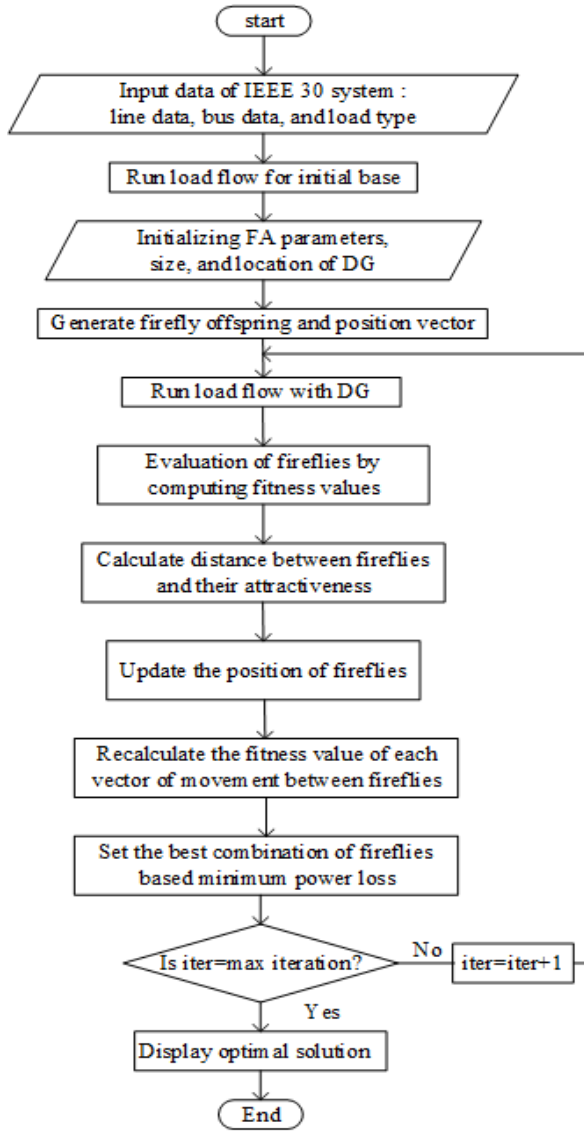 start
Input data of IEEE 30 system :
line data, bus data, and load type
Run load flow for initial base
Initializing FA parameters,
size, and location of DG
Generate firefly offspring and position vector
Run load flow with DG
Evaluation of fireflies by
computing fitness values
Calculate distance between fireflies
and their attractiveness
Update the position of fireflies
Recalculate the fitness value of each
vector of movement between fireflies
Set the best combination of fireflies
based minimum power loss
Is iter=max iteration?
No
iter=iter+1
Yes
Display optimal solution
End